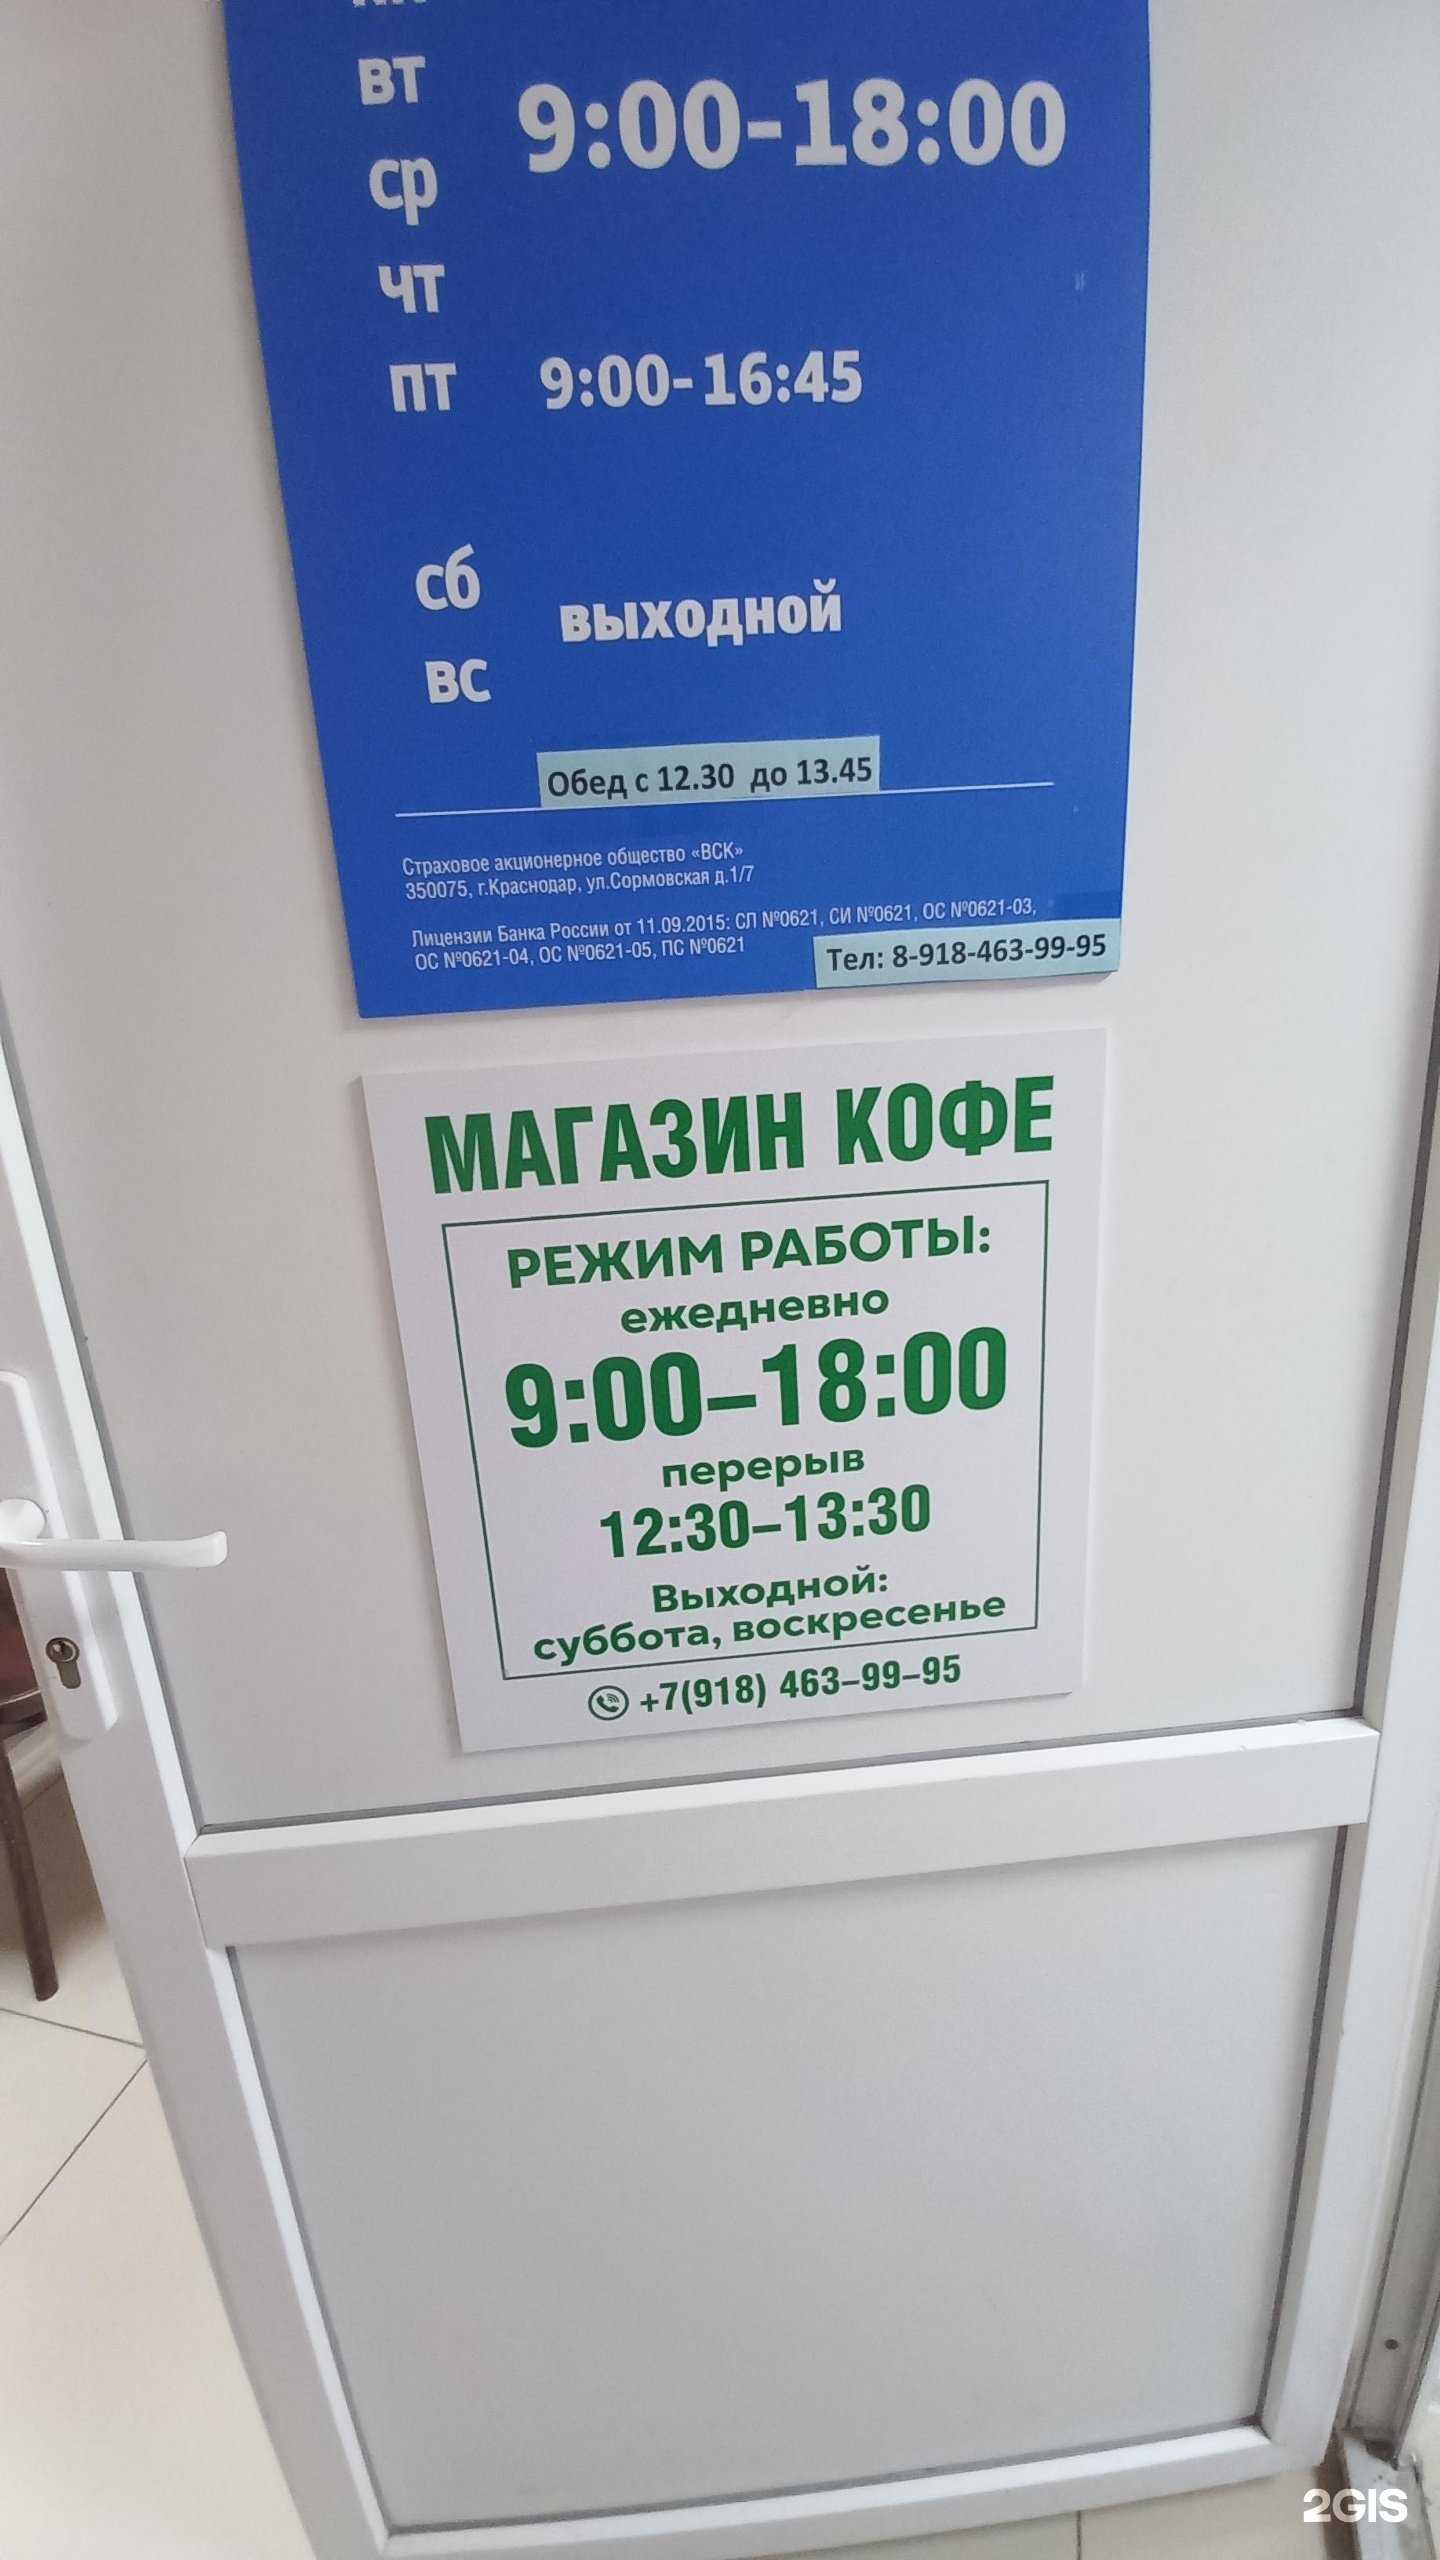 вт
9:00-18:00
ср
чт
пт 9:00-16:45
сб
выходной
вс
Обед с 12.30 до 13.45
Страховое акционерное общество «ВСК»
350075, г.Краснодар, ул.Сормовская д.1/7
Лицензии Банка России от 11.09.2015: СЛ №0621, СИ №0621, ОС №0621-03,
ОС №0621-04, ОС №0621-05, ПС №0621
Тел: 8-918-463-99-95
МАГАЗИН КОФЕ
РЕЖИМ РАБОТЫ:
ежедневно
9:00–18:00
перерыв
12:30–13:30
Выходной:
суббота, воскресенье
+7(918) 463–99–95
2GIS